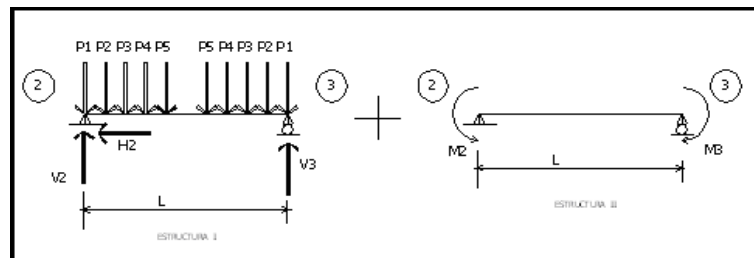 P1 P2 P3 P4 P5 P5 P4 P3 P2 P1
2 3 2 3
H2 M2 M3
V2 V3
L L
ESTRUCTURA I ESTRUCTURA II